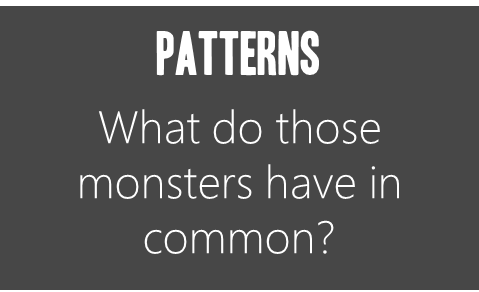 PATTERNS
What do those
monsters have in
common?